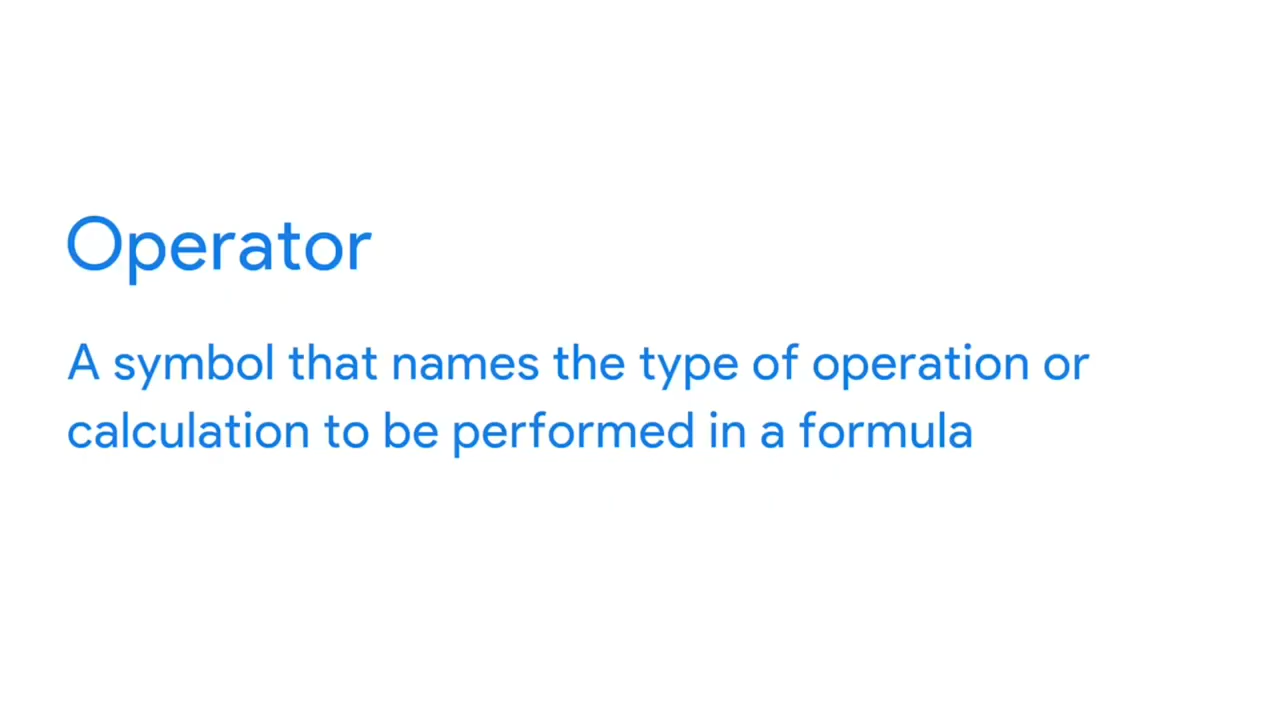 Operator
A symbol that names the type of operation or
calculation to be performed in a formula